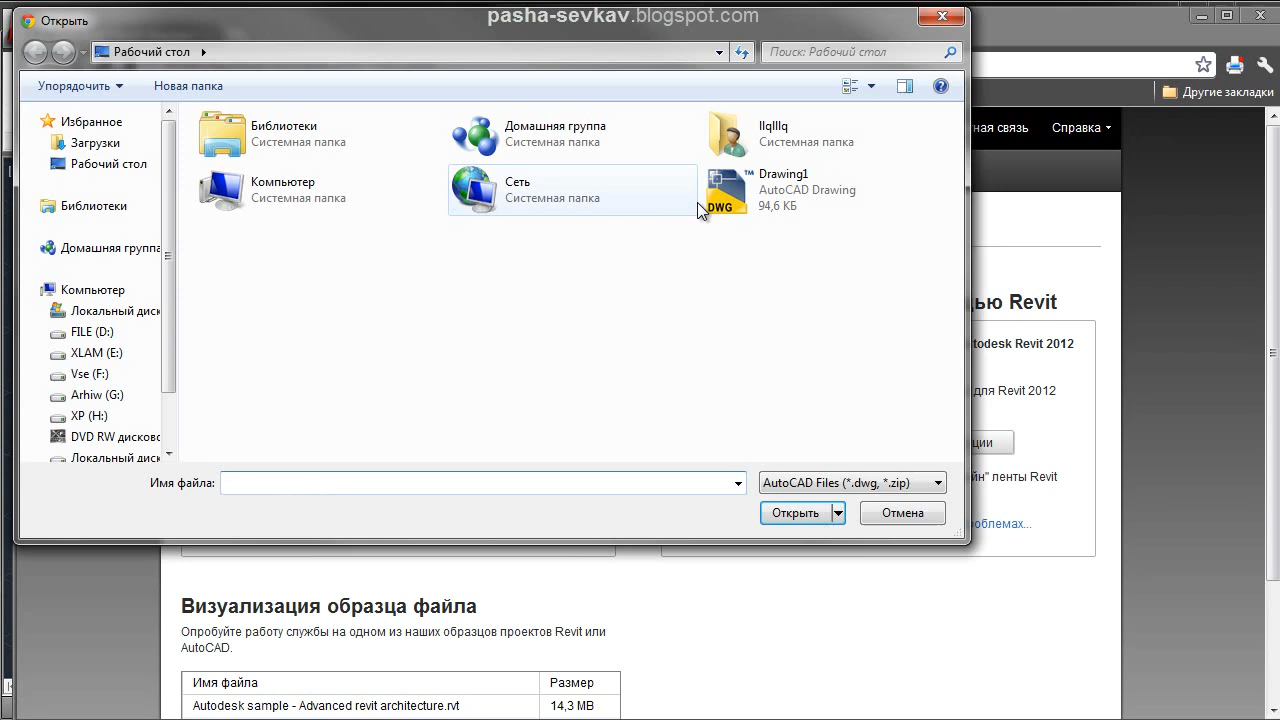 pasha-sevkav.blogspot.com
Открыть
Рабочий стол
Поиск: Рабочий стол
Упорядочить
Новая папка
Другие закладки
Избранное
Загрузки
Рабочий стол
Библиотеки
Домашняя группа
Компьютер
Локальный диск
FILE (D:)
XLAM (E:)
Vse (F:)
Arhiw (G:)
XP (H:)
DVD RW дисково
Локальный диск
Библиотеки
Системная папка
Домашняя группа
Системная папка
llqlllq
Системная папка
Компьютер
Системная папка
Сеть
Системная папка
DWG
Drawing1
AutoCAD Drawing
94,6 КБ
Имя файла:
AutoCAD Files (*.dwg, *.zip)
Открыть
Отмена
ная связь
Справка
ью Revit
todesk Revit 2012
для Revit 2012
ции
йн" ленты Revit
облемах...
Визуализация образца файла
Опробуйте работу службы на одном из наших образцов проектов Revit или
AutoCAD.
Имя файла Размер
Autodesk sample - Advanced revit architecture.rvt 14,3 MB